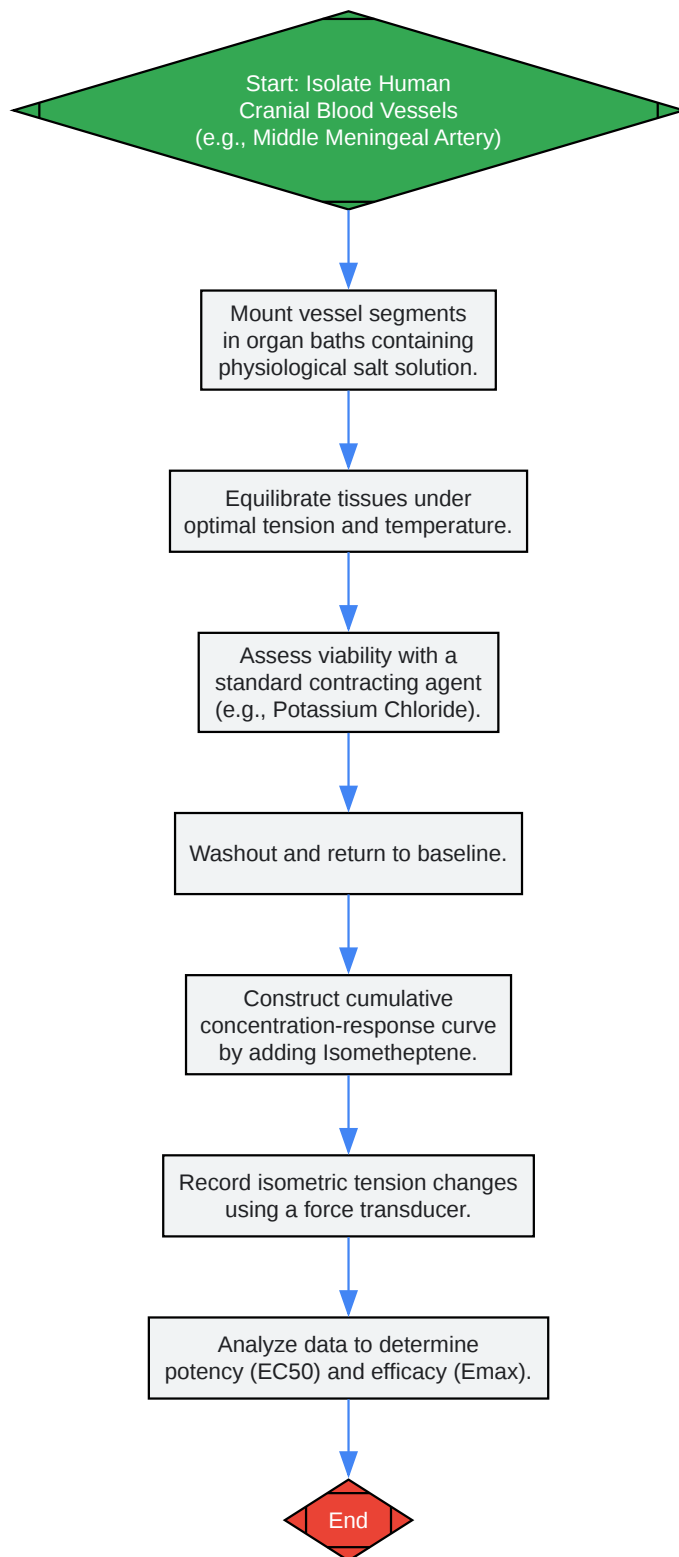 Start: Isolate Human
Cranial Blood Vessels
(e.g., Middle Meningeal Artery)
Mount vessel segments
in organ baths containing
physiological salt solution.
Equilibrate tissues under
optimal tension and temperature.
Assess viability with a
standard contracting agent
(e.g., Potassium Chloride).
Washout and return to baseline.
Construct cumulative
concentration-response curve
by adding Isometheptene.
Record isometric tension changes
using a force transducer.
Analyze data to determine
potency (EC50) and efficacy (Emax).
End